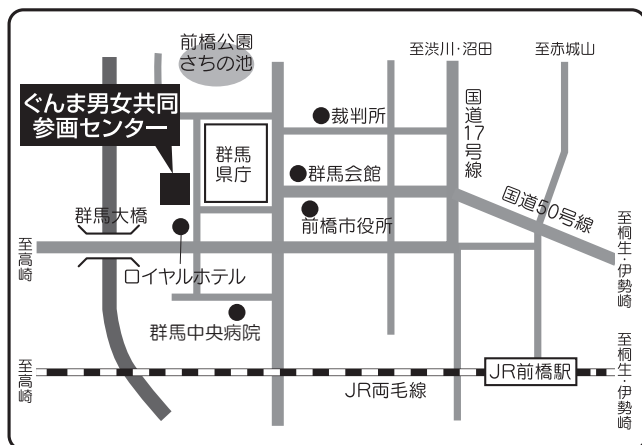 前橋公園
さちの池
至渋川・沼田
至赤城山
ぐんま男女共同
参画センター
裁判所
国道17号線
群馬
県庁
群馬会館
国道50号線
群馬大橋
前橋市役所
至高崎
至桐生・伊勢崎
ロイヤルホテル
群馬中央病院
至高崎
至桐生・伊勢崎
JR前橋駅
JR両毛線